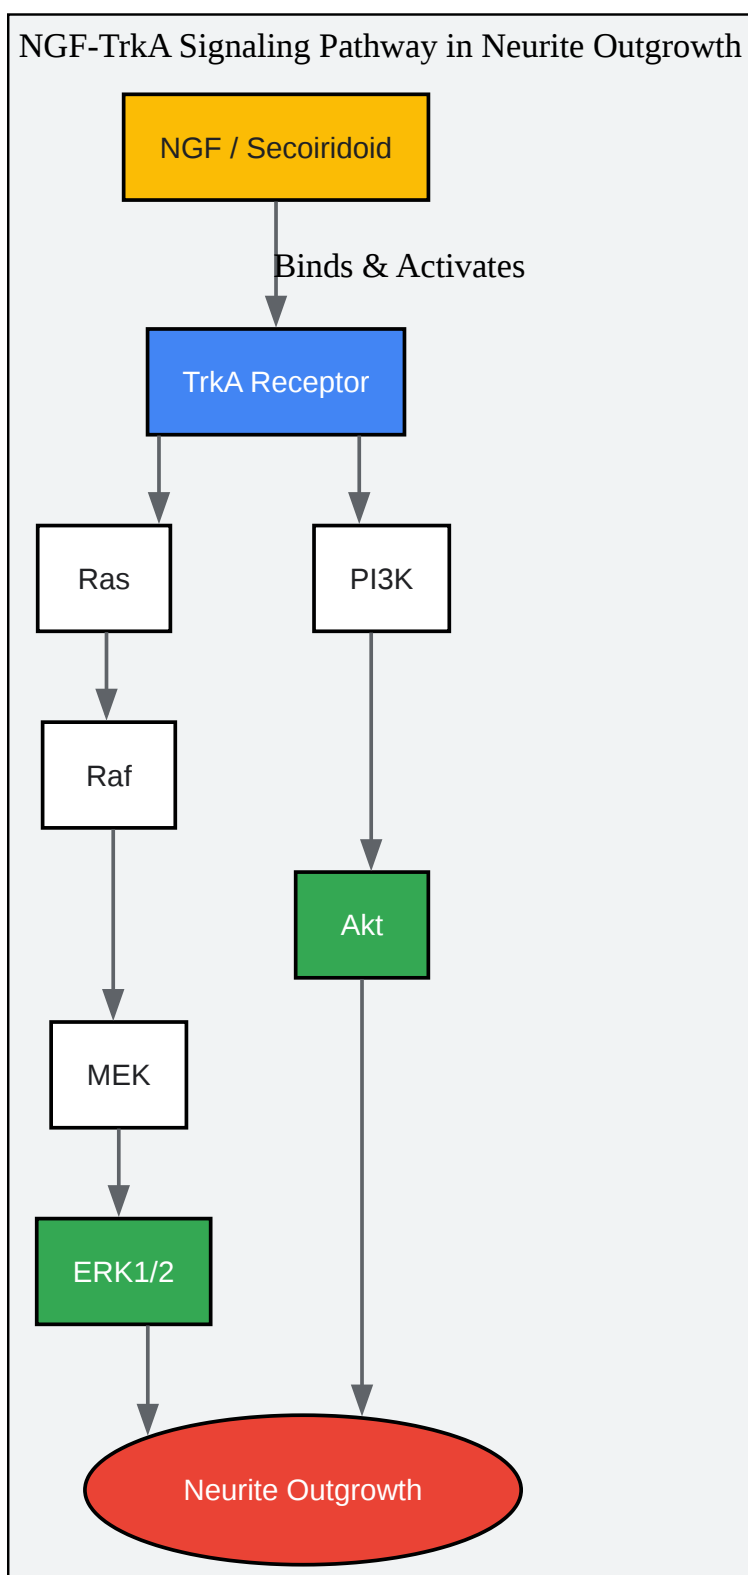 NGF-TrkA Signaling Pathway in Neurite Outgrowth
NGF / Secoiridoid
Binds & Activates
TrkA Receptor
Ras
PI3K
Raf
Akt
MEK
ERK1/2
Neurite Outgrowth